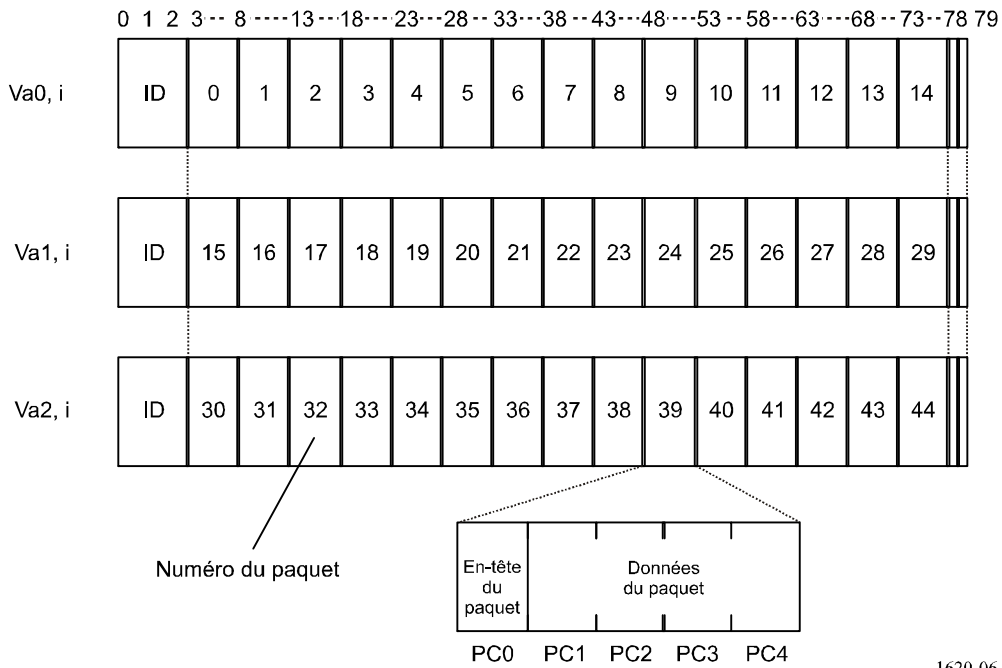 0 1 2 3--8----13---18----23---28----33----38----43----48----53----58----63----68----73---78 79
Va0, i ID 0 1 2 3 4 5 6 7 8 9 10 11 12 13 14
Va1, i ID 15 16 17 18 19 20 21 22 23 24 25 26 27 28 29
Va2, i ID 30 31 32 33 34 35 36 37 38 39 40 41 42 43 44
Numéro du paquet
En-tête
du
paquet
Données
du paquet
PC0 PC1 PC2 PC3 PC4
1620-06